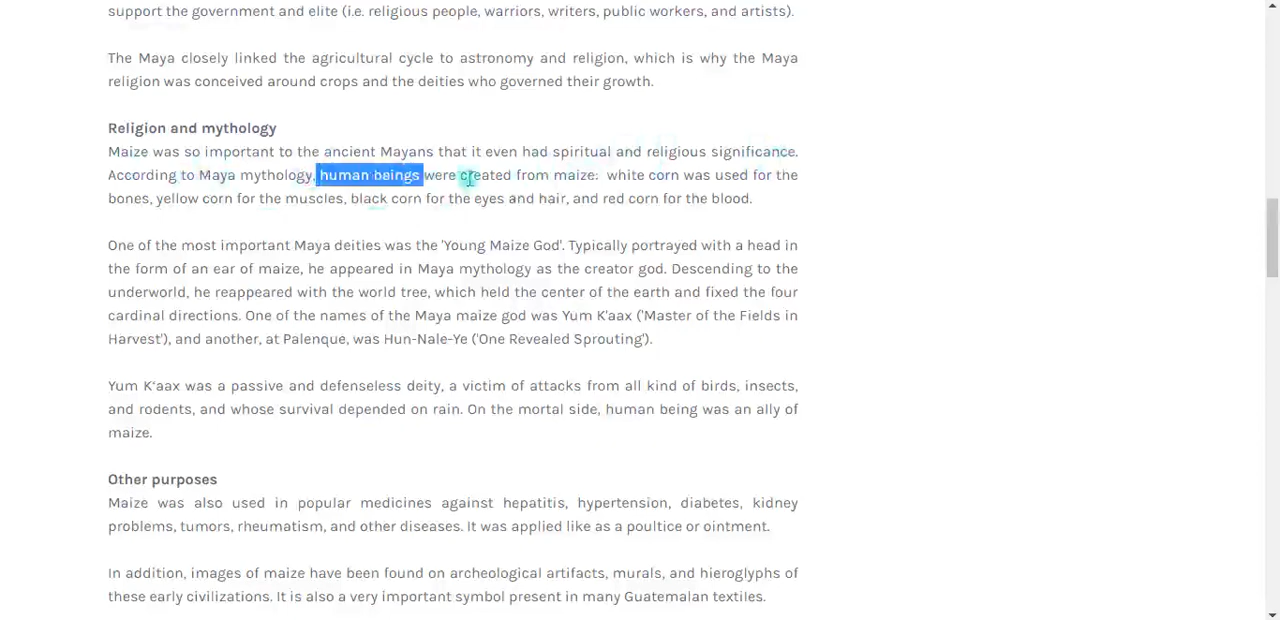 support the government and elite (i.e. religious people, warriors, writers, public workers, and artists).
The Maya closely linked the agricultural cycle to astronomy and religion, which is why the Maya
religion was conceived around crops and the deities who governed their growth.
Religion and mythology
Maize was so important to the ancient Mayans that it even had spiritual and religious significance.
According to Maya mythology, human beings were created from maize: white corn was used for the
bones, yellow corn for the muscles, black corn for the eyes and hair, and red corn for the blood.
One of the most important Maya deities was the 'Young Maize God'. Typically portrayed with a head in
the form of an ear of maize, he appeared in Maya mythology as the creator god. Descending to the
underworld, he reappeared with the world tree, which held the center of the earth and fixed the four
cardinal directions. One of the names of the Maya maize god was Yum K'aax ('Master of the Fields in
Harvest'), and another, at Palenque, was Hun-Nale-Ye ('One Revealed Sprouting').
Yum K'aax was a passive and defenseless deity, a victim of attacks from all kind of birds, insects,
and rodents, and whose survival depended on rain. On the mortal side, human being was an ally of
maize.
Other purposes
Maize was also used in popular medicines against hepatitis, hypertension, diabetes, kidney
problems, tumors, rheumatism, and other diseases. It was applied like as a poultice or ointment.
In addition, images of maize have been found on archeological artifacts, murals, and hieroglyphs of
these early civilizations. It is also a very important symbol present in many Guatemalan textiles.